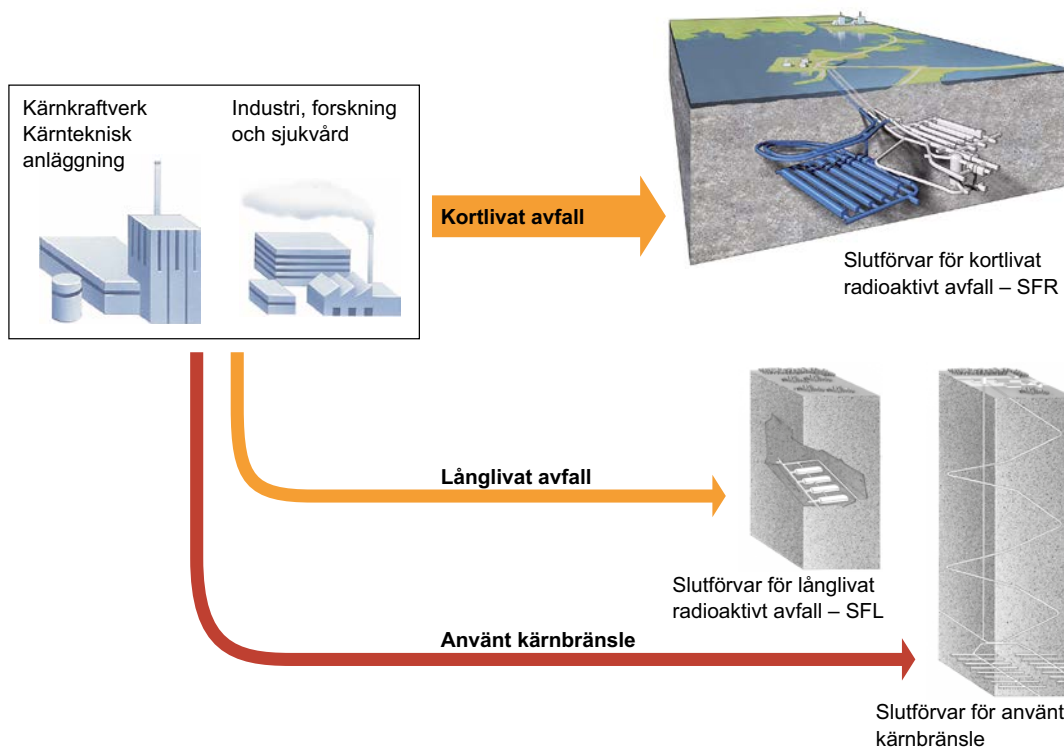 Kärnkraftverk
Kärnteknisk
anläggning
Industri, forskning
och sjukvård
Kortlivat avfall
Slutförvar för kortlivat
radioaktivt avfall – SFR
Långlivat avfall
Slutförvar för långlivat
radioaktivt avfall – SFL
Använt kärnbränsle
Slutförvar för använt
kärnbränsle